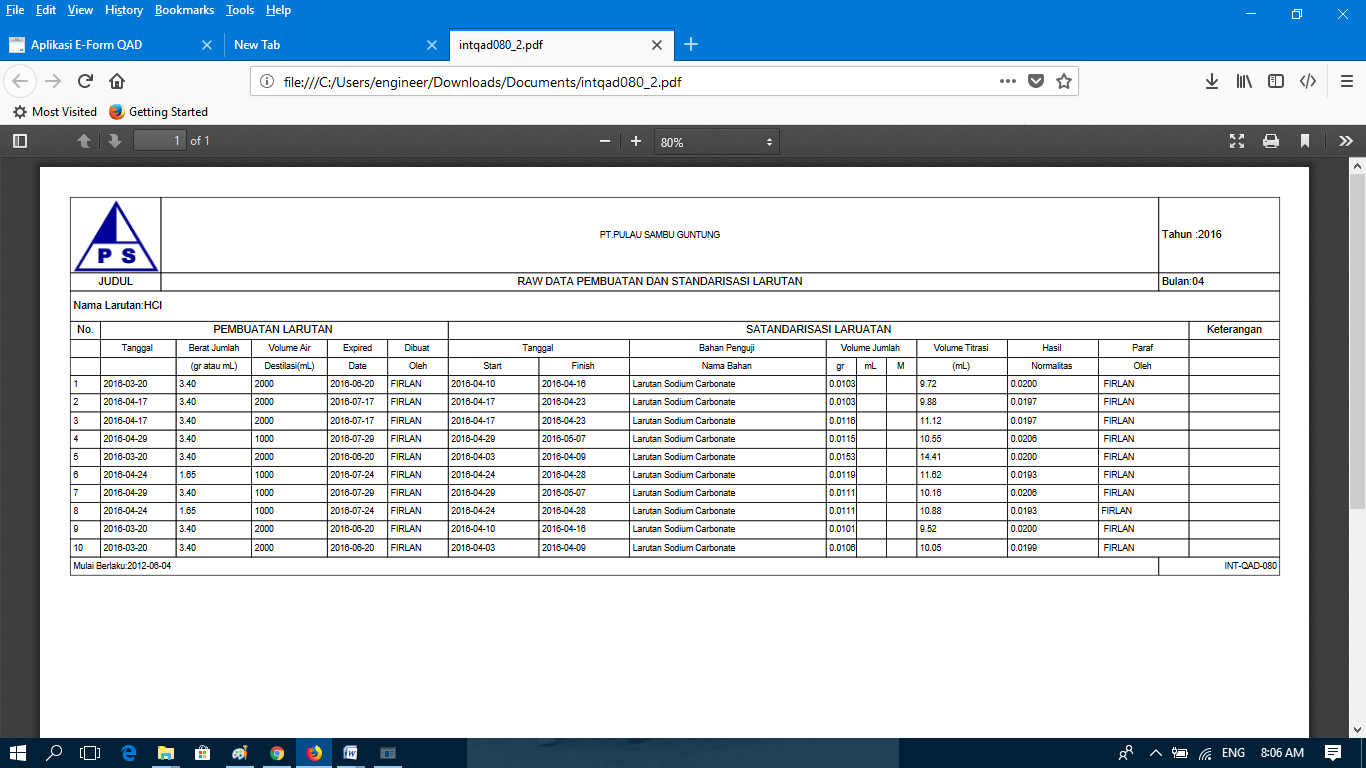 File Edit View History Bookmarks Tools Help
Aplikasi E-Form QAD New Tab intqad080_2.pdf
file:///C:/Users/engineer/Downloads/Documents/intqad080_2.pdf
Most Visited Getting Started
1 of 1 80%
PS
PT.PULAU SAMBU GUNTUNG
Tahun :2016
JUDUL RAW DATA PEMBUATAN DAN STANDARISASI LARUTAN Bulan:04
Nama Larutan:HCl
No. PEMBUATAN LARUTAN SATANDARISASI LARUATAN Keterangan
Tanggal Berat Jumlah Volume Air Expired Dibuat Tanggal Bahan Penguji Volume Jumlah Volume Titrasi Hasil Paraf
(gr atau mL) Destilasi(mL) Date Oleh Start Finish Nama Bahan gr mL M (mL) Normalitas Oleh
1 2016-03-20 3.40 2000 2016-06-20 FIRLAN 2016-04-10 2016-04-16 Larutan Sodium Carbonate 0.0103 9.72 0.0200 FIRLAN
2 2016-04-17 3.40 2000 2016-07-17 FIRLAN 2016-04-17 2016-04-23 Larutan Sodium Carbonate 0.0103 9.88 0.0197 FIRLAN
3 2016-04-17 3.40 2000 2016-07-17 FIRLAN 2016-04-17 2016-04-23 Larutan Sodium Carbonate 0.0116 11.12 0.0197 FIRLAN
4 2016-04-29 3.40 1000 2016-07-29 FIRLAN 2016-04-29 2016-05-07 Larutan Sodium Carbonate 0.0115 10.55 0.0206 FIRLAN
5 2016-03-20 3.40 2000 2016-06-20 FIRLAN 2016-04-03 2016-04-09 Larutan Sodium Carbonate 0.0153 14.41 0.0200 FIRLAN
6 2016-04-24 1.65 1000 2016-07-24 FIRLAN 2016-04-24 2016-04-28 Larutan Sodium Carbonate 0.0119 11.62 0.0193 FIRLAN
7 2016-04-29 3.40 1000 2016-07-29 FIRLAN 2016-04-29 2016-05-07 Larutan Sodium Carbonate 0.0111 10.16 0.0206 FIRLAN
8 2016-04-24 1.65 1000 2016-07-24 FIRLAN 2016-04-24 2016-04-28 Larutan Sodium Carbonate 0.0111 10.88 0.0193 FIRLAN
9 2016-03-20 3.40 2000 2016-06-20 FIRLAN 2016-04-10 2016-04-16 Larutan Sodium Carbonate 0.0101 9.52 0.0200 FIRLAN
10 2016-03-20 3.40 2000 2016-06-20 FIRLAN 2016-04-03 2016-04-09 Larutan Sodium Carbonate 0.0106 10.05 0.0199 FIRLAN
Mulai Berlaku:2012-06-04 INT-QAD-080
ENG 8:06 AM